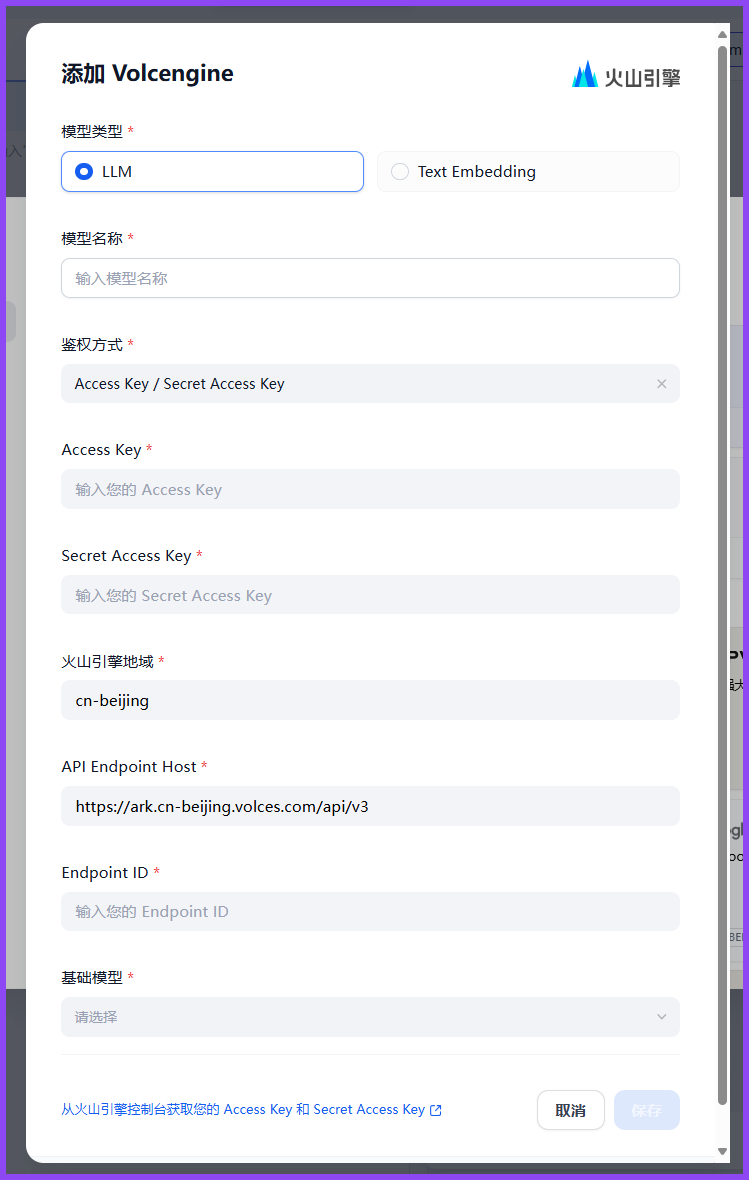 添加 Volcengine
火山引擎
模型类型 *
LLM
Text Embedding
模型名称 *
输入模型名称
鉴权方式 *
Access Key / Secret Access Key
Access Key *
输入您的 Access Key
Secret Access Key *
输入您的 Secret Access Key
火山引擎地域 *
cn-beijing
API Endpoint Host *
https://ark.cn-beijing.volces.com/api/v3
Endpoint ID *
输入您的 Endpoint ID
基础模型 *
请选择
从火山引擎控制台获取您的 Access Key 和 Secret Access Key
取消
保存